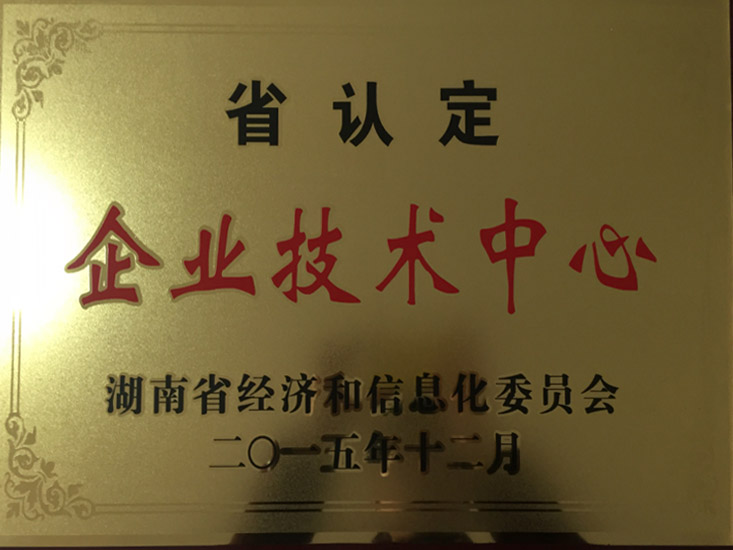 省认定
企业技术中心
湖南省经济和信息化委员会
二〇一五年十二月